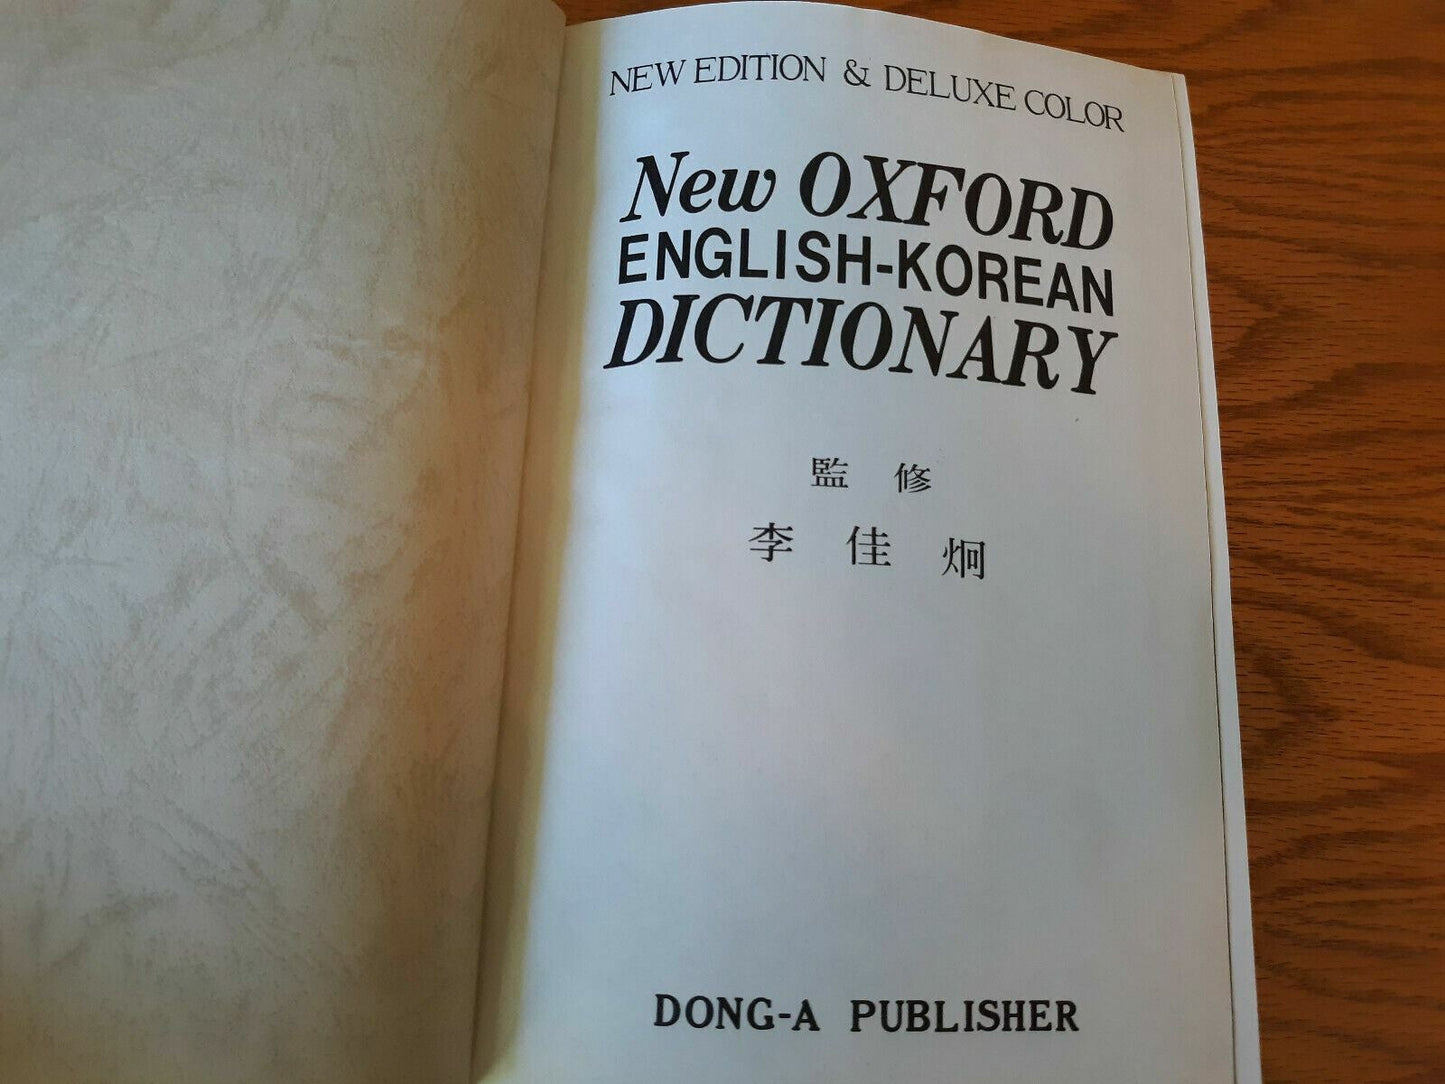 NEW EDITION & DELUXE COLOR
New OXFORD
ENGLISH-KOREAN
DICTIONARY
監 修
李 佳 炯
DONG-A PUBLISHER